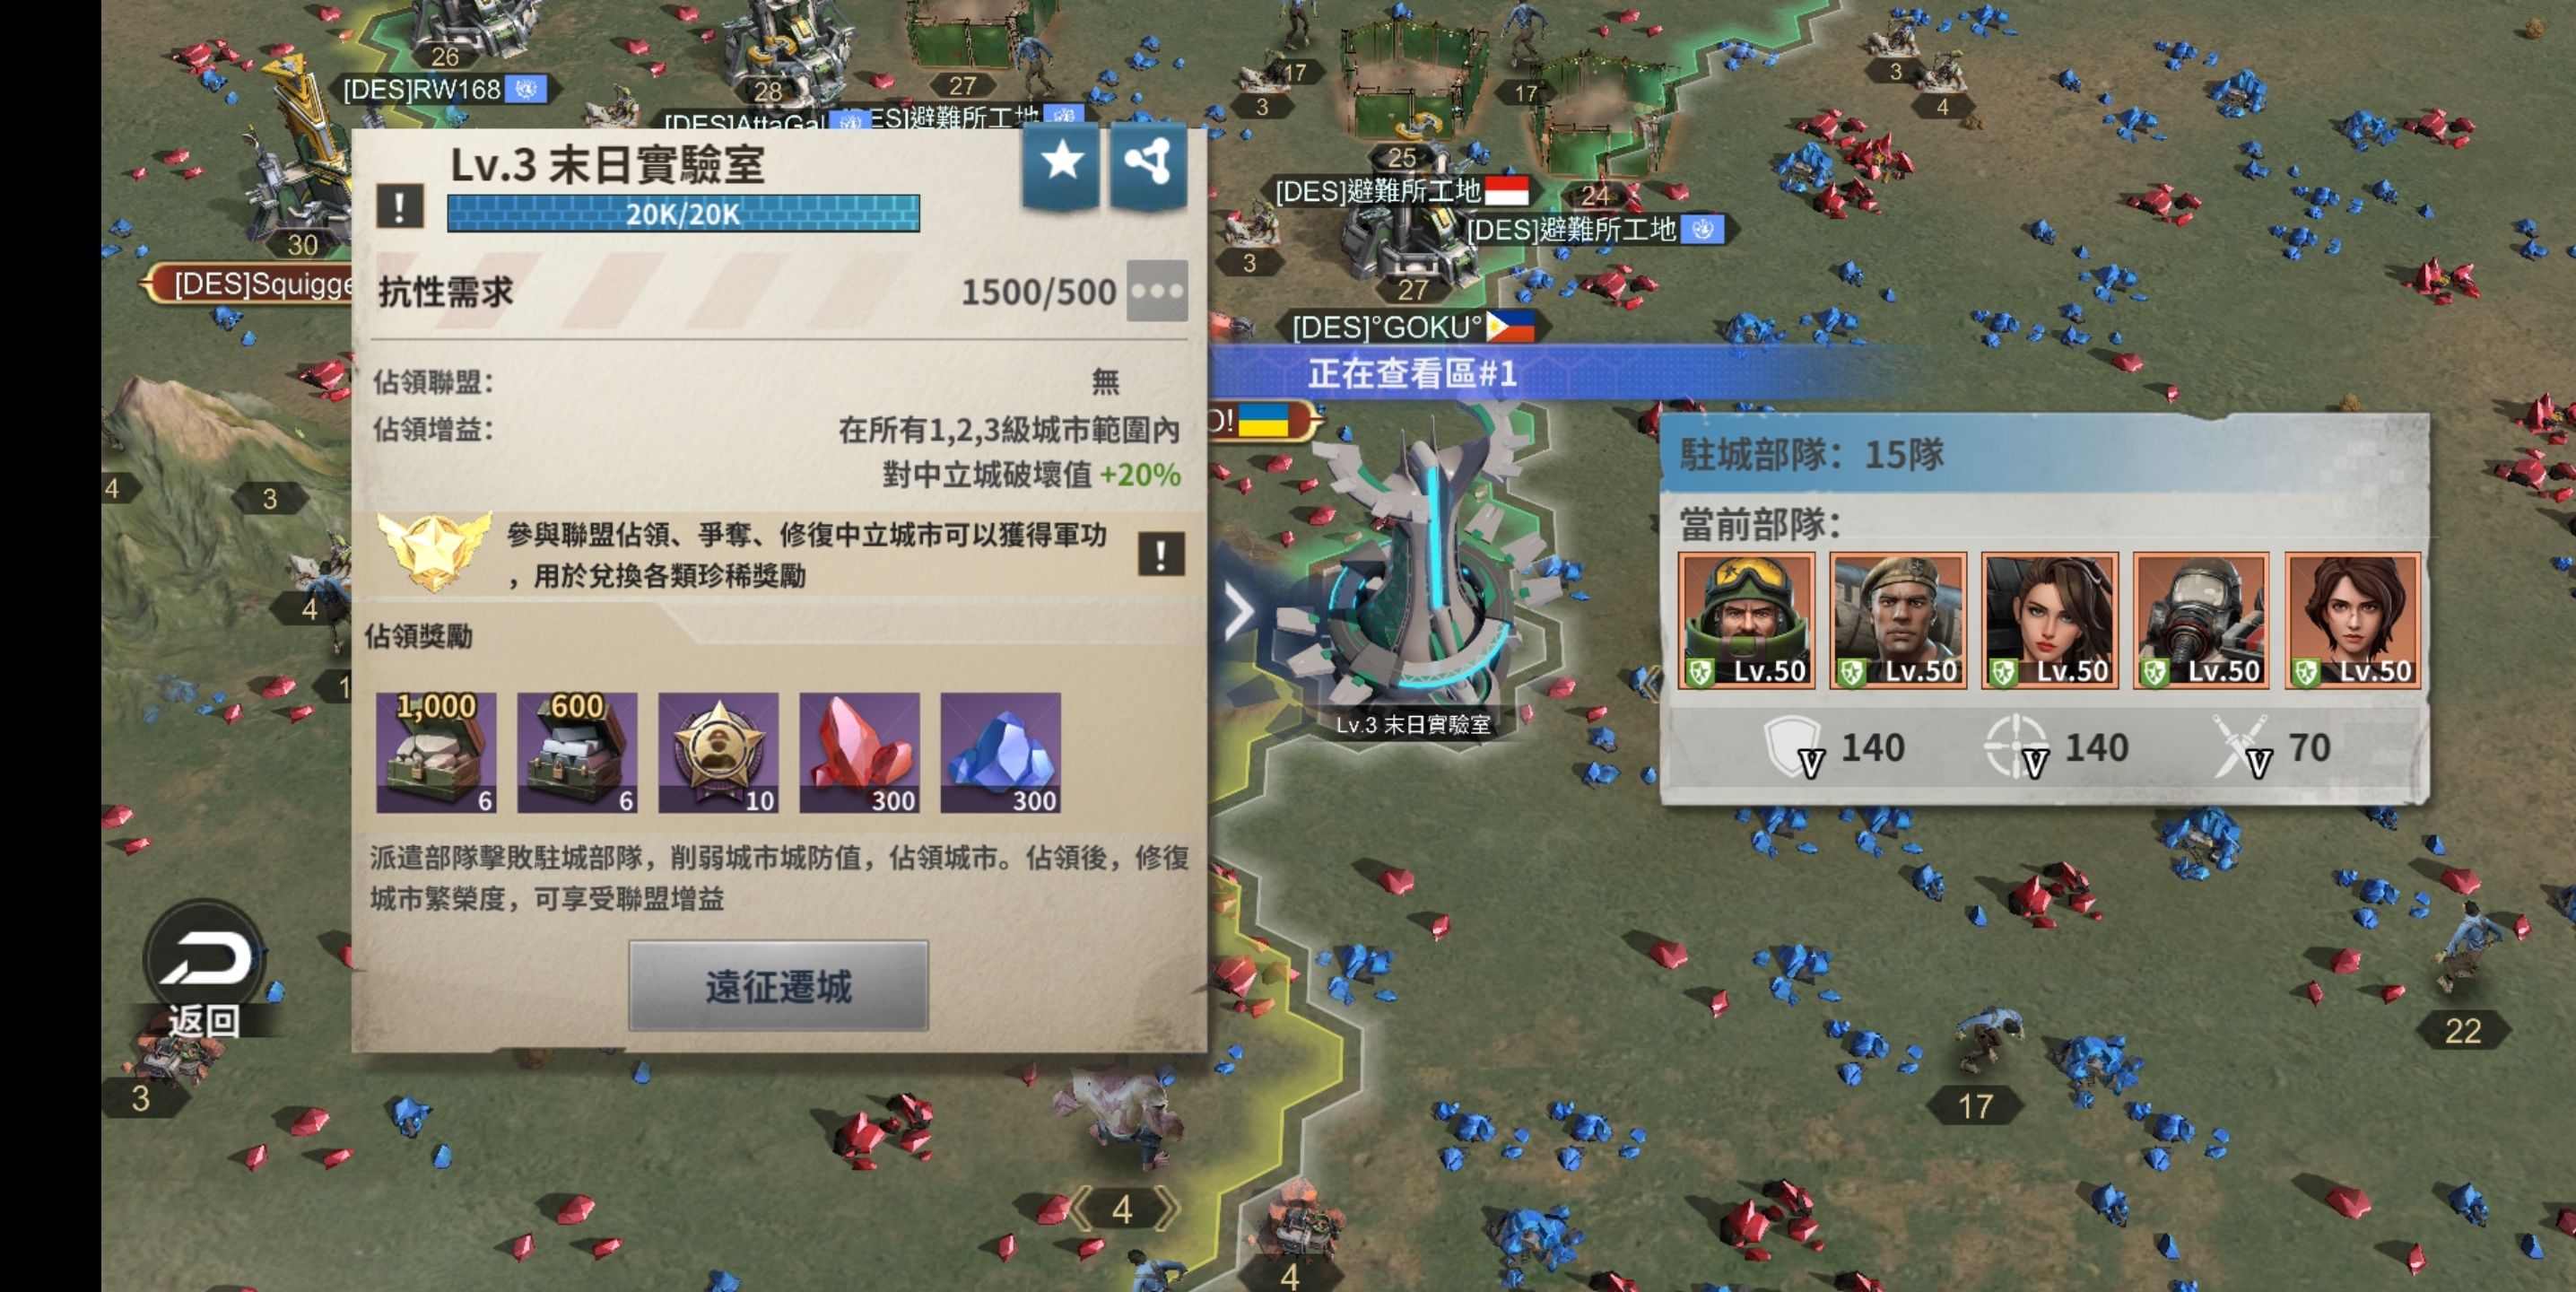 26
[DES]RW168
28
27
[DES]AttaGal
ES]避難所工地
17
3
17
3
4
25
[DES]避難所工地
24
[DES]避難所工地
3
27
[DES]°GOKU°
30
[DES]Squigge
正在查看區#1
O!
Lv.3 末日實驗室
20K/20K
抗性需求
1500/500
佔領聯盟：
無
佔領增益：
在所有1,2,3級城市範圍內
對中立城破壞值 +20%
參與聯盟佔領、爭奪、修復中立城市可以獲得軍功
，用於兌換各類珍稀獎勵
佔領獎勵
1,000
6
600
6
10
300
300
派遣部隊擊敗駐城部隊，削弱城市城防值，佔領城市。佔領後，修復
城市繁榮度，可享受聯盟增益
遠征遷城
Lv.3 末日實驗室
駐城部隊：15隊
當前部隊：
Lv.50
Lv.50
Lv.50
Lv.50
Lv.50
V 140
V 140
V 70
4
3
4
1
返回
3
4
4
17
22